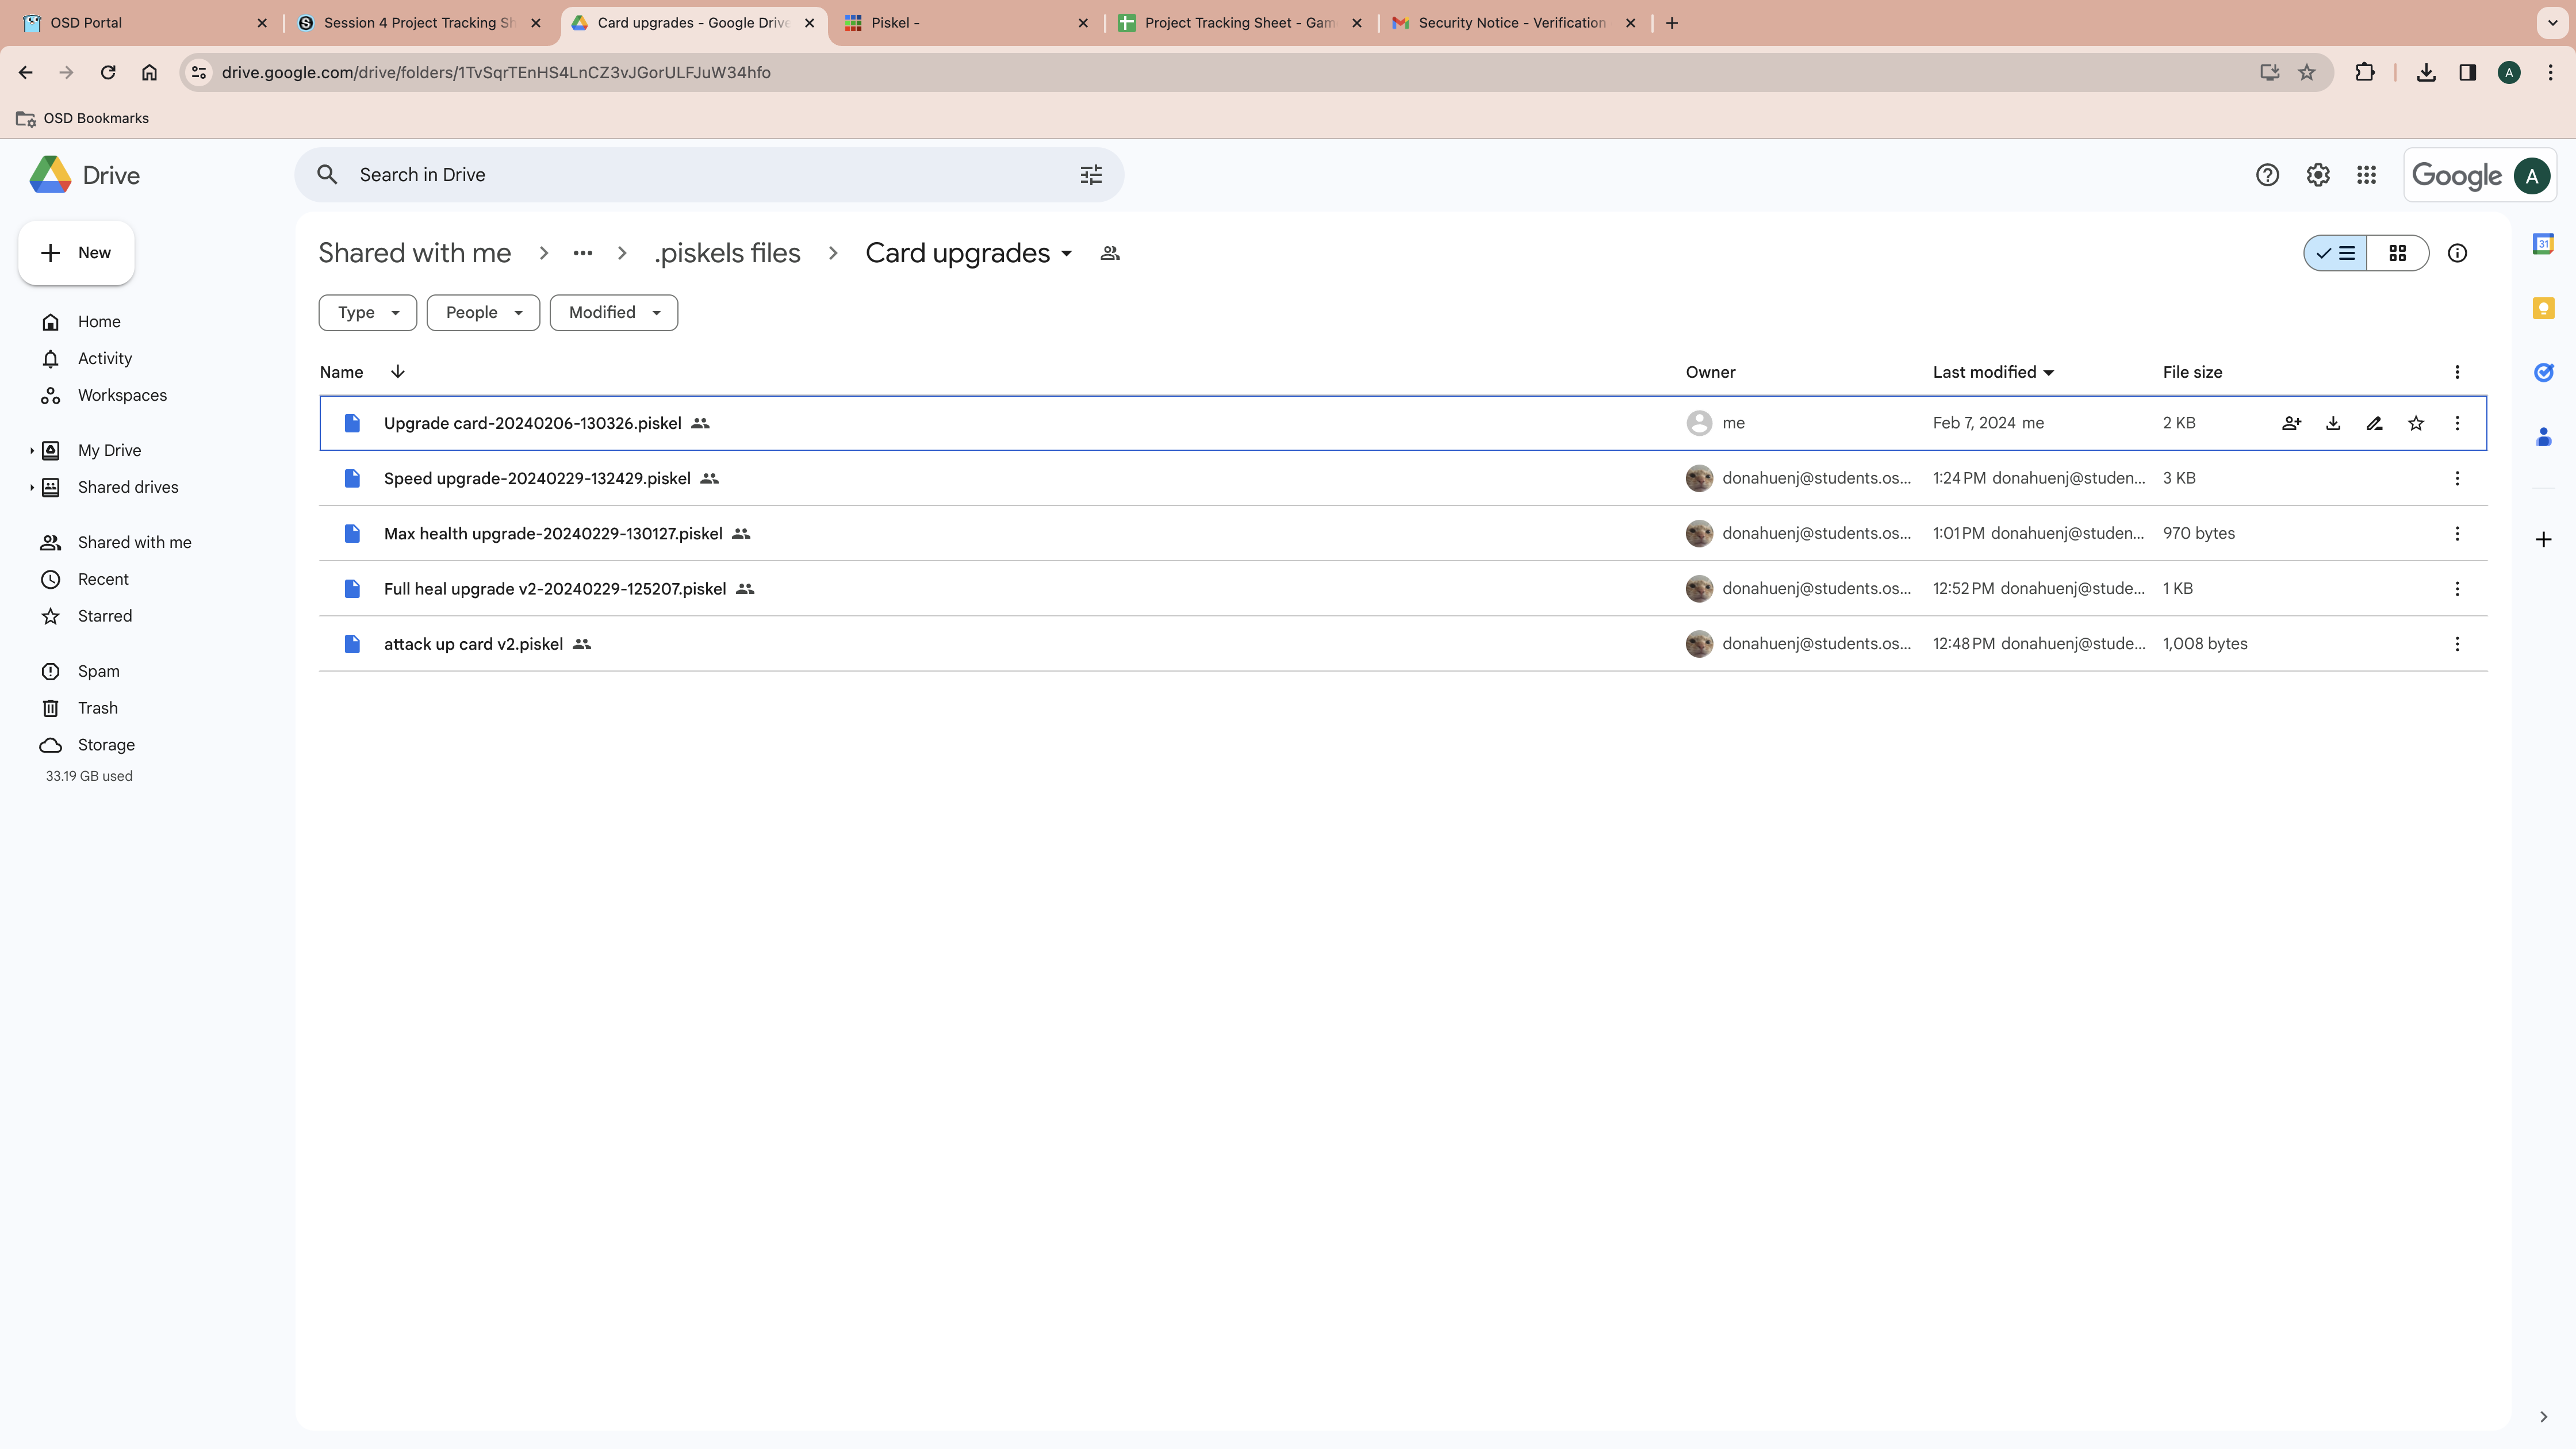 OSD Portal
Session 4 Project Tracking Sh
Card upgrades - Google Drive
Piskel -
Project Tracking Sheet - Gam
Security Notice - Verification
drive.google.com/drive/folders/1TvSqrTEnHS4LnCZ3vJGorULFJuW34hfo
A
OSD Bookmarks
Drive
Search in Drive
Google A
New
Shared with me > ... > .piskels files > Card upgrades
31
Type People Modified
Home
Activity
Workspaces
My Drive
Shared drives
Shared with me
Recent
Starred
Spam
Trash
Storage
33.19 GB used
Name Owner Last modified File size
Upgrade card-20240206-130326.piskel me Feb 7, 2024 me 2 KB
Speed upgrade-20240229-132429.piskel donahuenj@students.os... 1:24 PM donahuenj@studen... 3 KB
Max health upgrade-20240229-130127.piskel donahuenj@students.os... 1:01 PM donahuenj@studen... 970 bytes
Full heal upgrade v2-20240229-125207.piskel donahuenj@students.os... 12:52 PM donahuenj@stude... 1 KB
attack up card v2.piskel donahuenj@students.os... 12:48 PM donahuenj@stude... 1,008 bytes